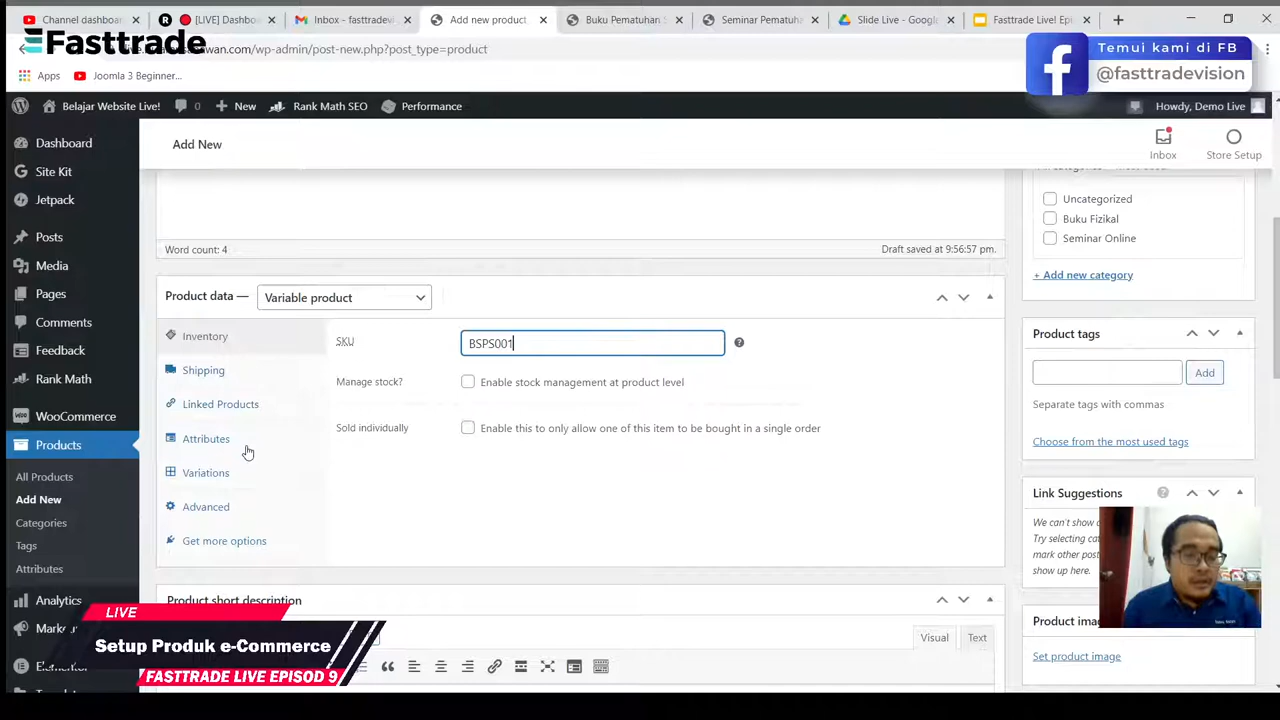 Channel dashboard
[LIVE] Dashbo
Inbox - fasttradevi
Add new product
Buku Pematuhan S
Seminar Pematuha
Slide Live - Google
Fasttrade Live! Epi
Fasttrade
wan.com/wp-admin/post-new.php?post_type=product
Temui kami di FB
@fasttradevision
Apps
Joomla 3 Beginner...
Belajar Website Live!
0
New
Rank Math SEO
Performance
Howdy, Demo Live
Dashboard
Site Kit
Jetpack
Posts
Media
Pages
Comments
Feedback
Rank Math
WooCommerce
Products
All Products
Add New
Categories
Tags
Attributes
Analytics
Add New
Inbox
Store Setup
Word count: 4
Draft saved at 9:56:57 pm.
Product data —
Variable product
Inventory
Shipping
Linked Products
Attributes
Variations
Advanced
Get more options
SKU
BSPS001
Manage stock?
Enable stock management at product level
Sold individually
Enable this to only allow one of this item to be bought in a single order
Product short description
Visual
Text
Uncategorized
Buku Fizikal
Seminar Online
+ Add new category
Product tags
Add
Separate tags with commas
Choose from the most used tags
Link Suggestions
We can't show
Try selecting
mark other
show up here.
Product
Set product image
LIVE
Setup Produk e-Commerce
FASTTRADE LIVE EPISOD 9